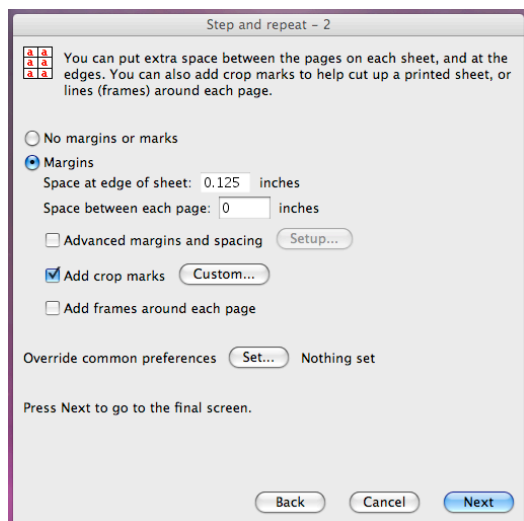 Step and repeat – 2
a a
a a
a a
You can put extra space between the pages on each sheet, and at the
edges. You can also add crop marks to help cut up a printed sheet, or
lines (frames) around each page.
No margins or marks
Margins
Space at edge of sheet: 0.125 inches
Space between each page: 0 inches
Advanced margins and spacing Setup...
Add crop marks Custom...
Add frames around each page
Override common preferences Set... Nothing set
Press Next to go to the final screen.
Back Cancel Next